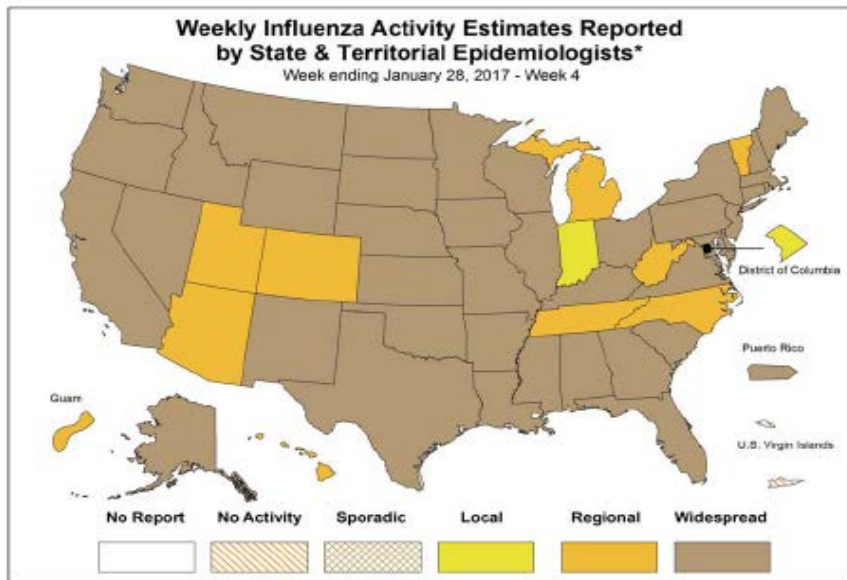 Weekly Influenza Activity Estimates Reported
by State & Territorial Epidemiologists*
Week ending January 28, 2017 - Week 4
District of Columbia
Puerto Rico
Guam
U.S. Virgin Islands
No Report
No Activity
Sporadic
Local
Regional
Widespread